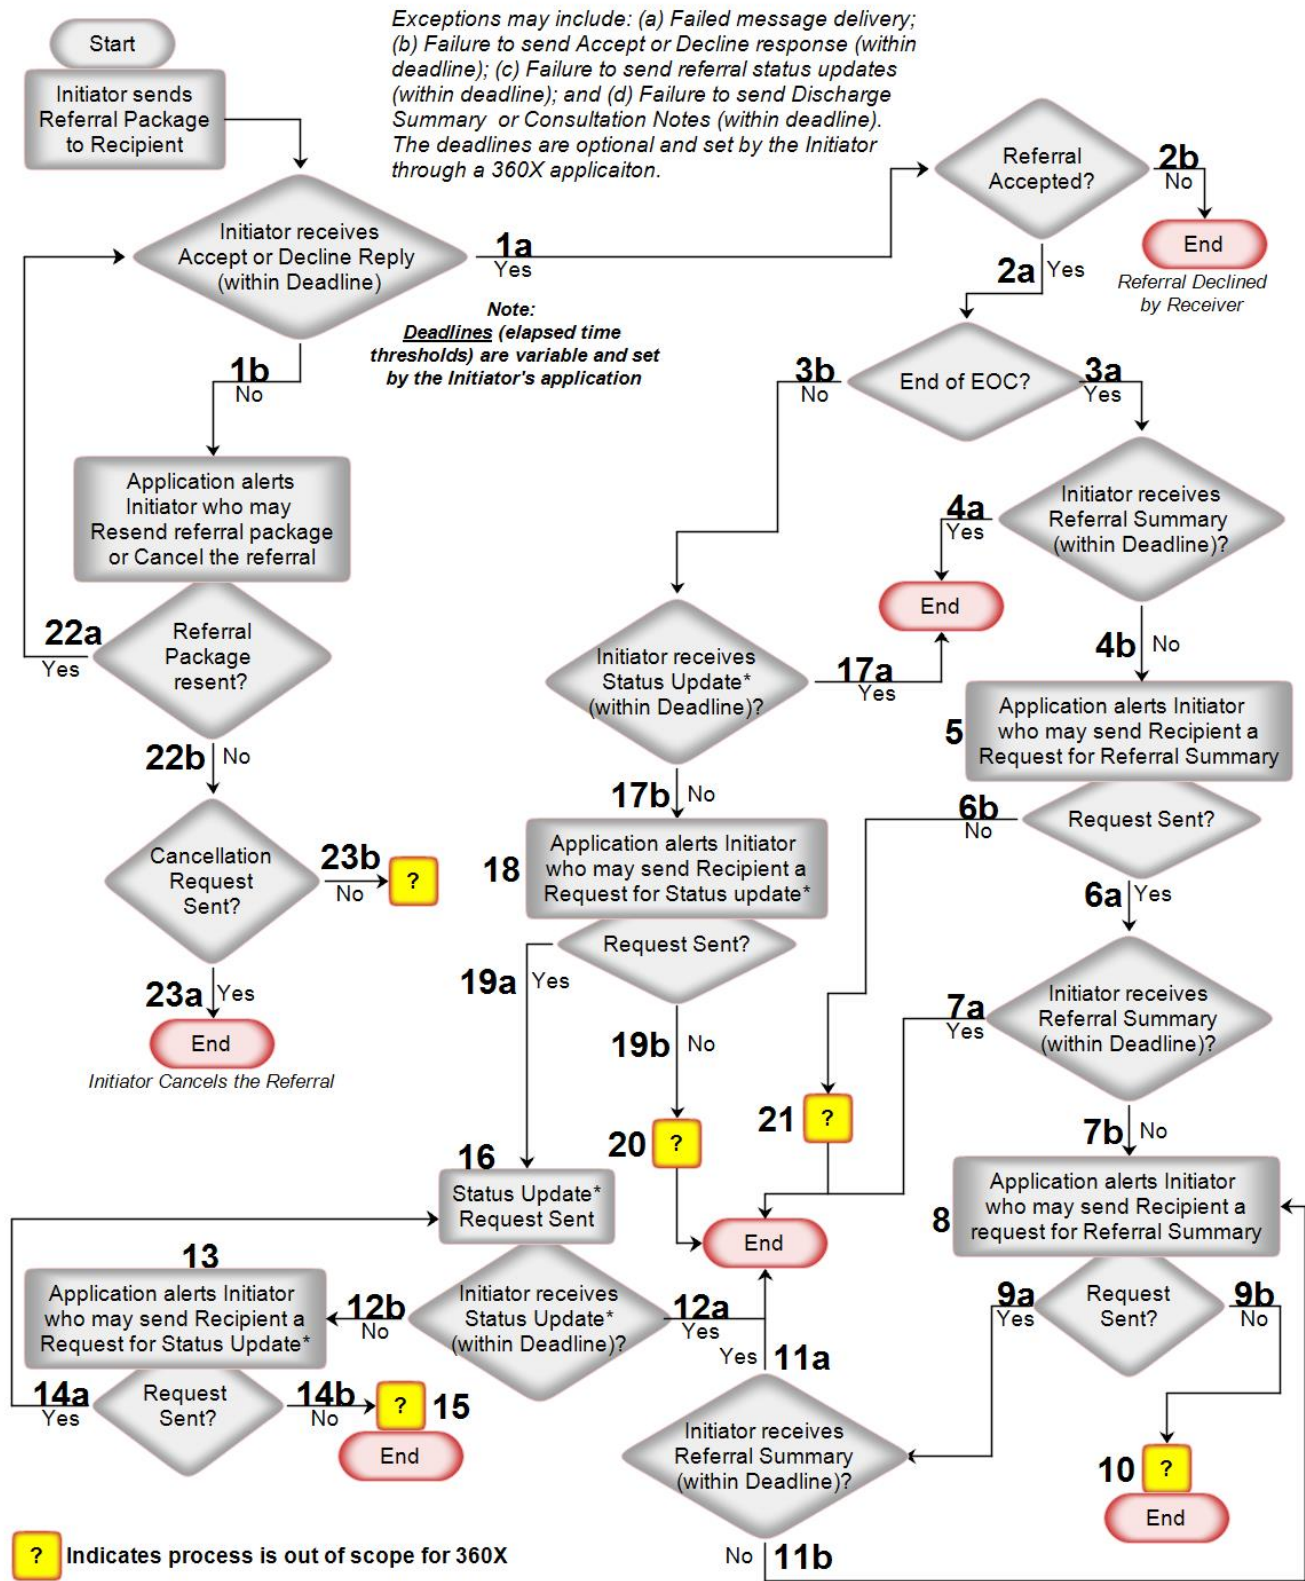 Start
Initiator sends
Referral Package
to Recipient
Exceptions may include: (a) Failed message delivery;
(b) Failure to send Accept or Decline response (within
deadline); (c) Failure to send referral status updates
(within deadline); and (d) Failure to send Discharge
Summary or Consultation Notes (within deadline).
The deadlines are optional and set by the Initiator
through a 360X applicaiton.
Initiator receives
Accept or Decline Reply
(within Deadline)
1a
Yes
Referral
Accepted?
2b
No
End
Referral Declined
by Receiver
2a
Yes
Note:
Deadlines (elapsed time
thresholds) are variable and set
by the Initiator's application
1b
No
3b
No
End of EOC?
3a
Yes
Application alerts
Initiator who may
Resend referral package
or Cancel the referral
Initiator receives
Referral Summary
(within Deadline)?
4a
Yes
End
4b
No
22a
Yes
Referral
Package
resent?
Initiator receives
Status Update*
(within Deadline)?
17a
Yes
5
Application alerts Initiator
who may send Recipient a
Request for Referral Summary
22b
No
17b
No
6b
No
Request Sent?
6a
Yes
Cancellation
Request
Sent?
23b
No
?
18
Application alerts Initiator
who may send Recipient a
Request for Status update*
Request Sent?
19a
Yes
23a
Yes
End
Initiator Cancels the Referral
19b
No
7a
Yes
Initiator receives
Referral Summary
(within Deadline)?
20
?
21
?
7b
No
16
Status Update*
Request Sent
End
8
Application alerts Initiator
who may send Recipient a
request for Referral Summary
13
Application alerts Initiator
who may send Recipient a
Request for Status Update*
12b
No
Initiator receives
Status Update*
(within Deadline)?
12a
Yes
9a
Yes
Request
Sent?
9b
No
Yes
11a
14a
Yes
Request
Sent?
14b
No
?
15
End
Initiator receives
Referral Summary
(within Deadline)?
10
?
End
No
11b
? Indicates process is out of scope for 360X